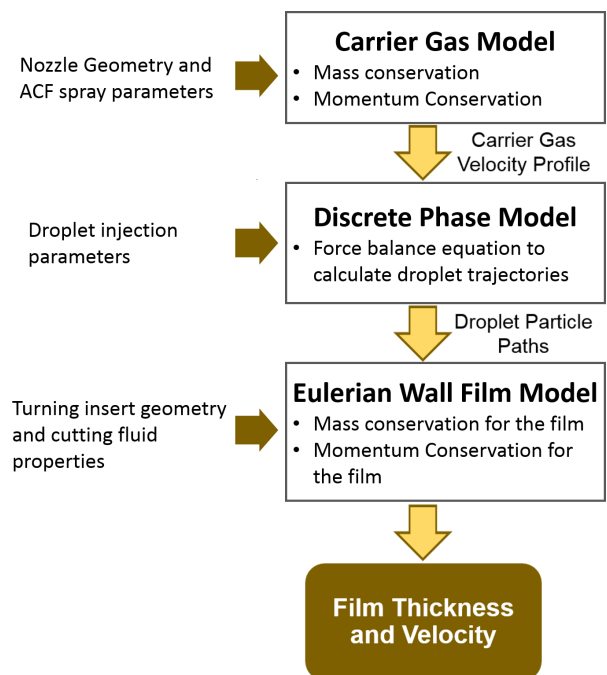 Carrier Gas Model
Nozzle Geometry and
ACF spray parameters
• Mass conservation
• Momentum Conservation
Carrier Gas
Velocity Profile
Discrete Phase Model
Droplet injection
parameters
• Force balance equation to
calculate droplet trajectories
Droplet Particle
Paths
Eulerian Wall Film Model
Turning insert geometry
and cutting fluid
properties
• Mass conservation for the film
• Momentum Conservation for
the film
Film Thickness
and Velocity